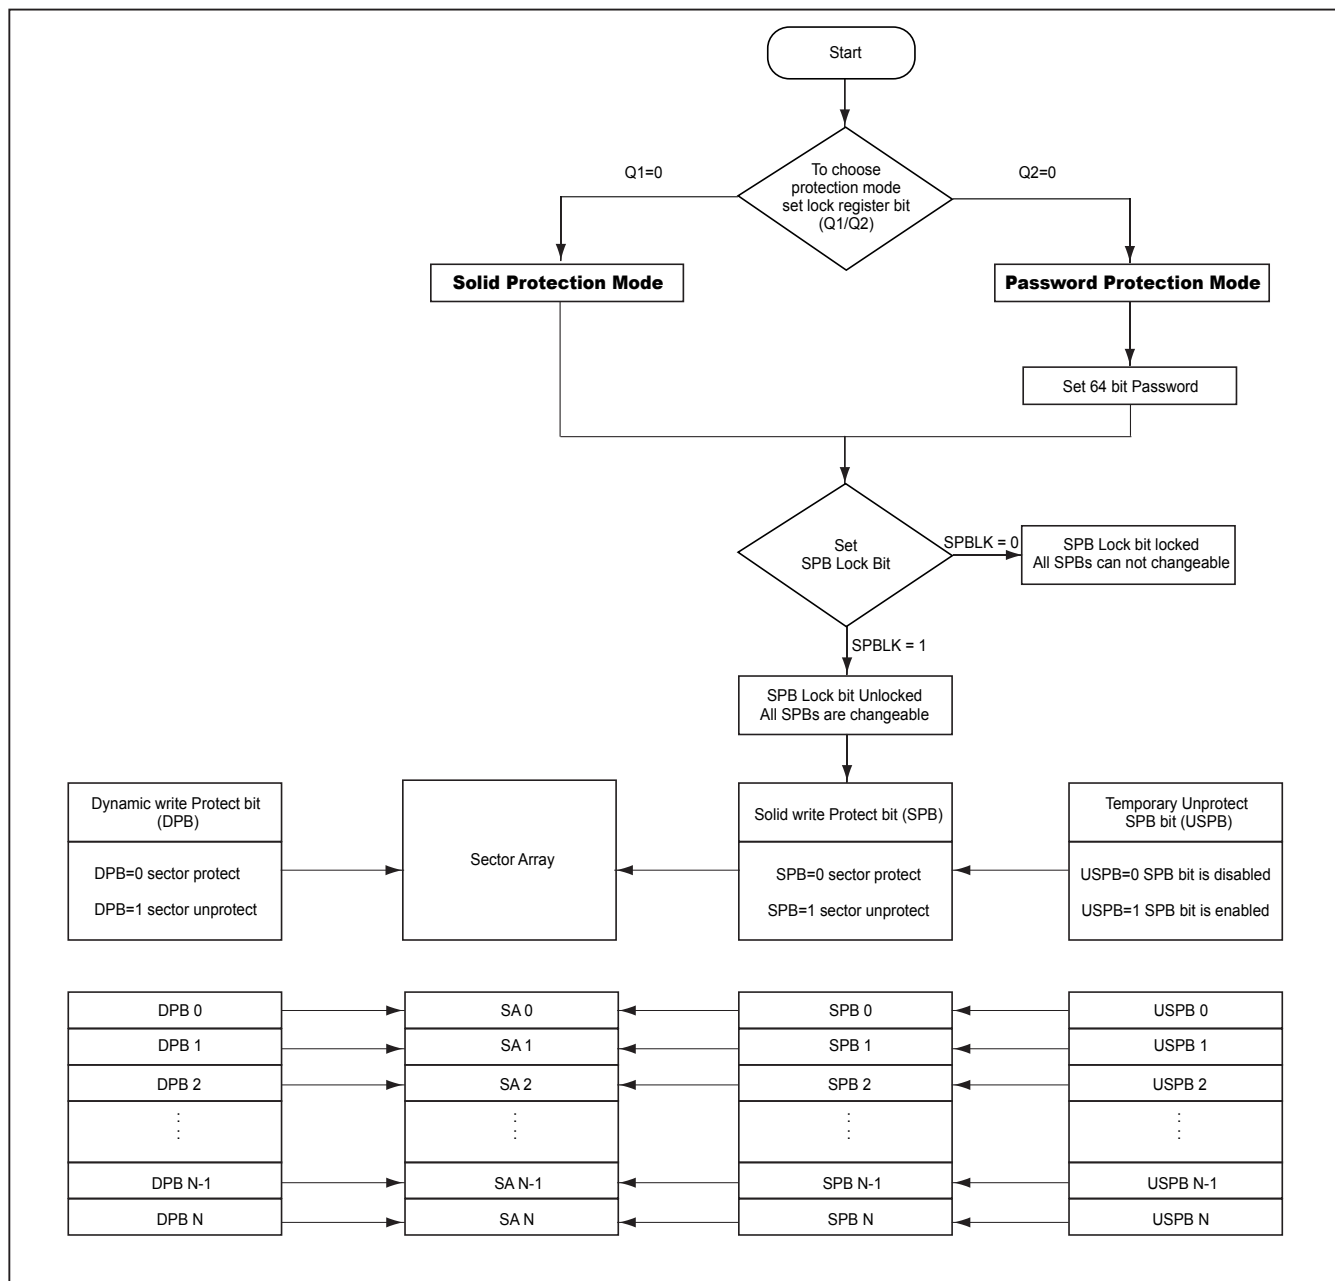 Start
To choose
protection mode
set lock register bit
(Q1/Q2)
Q1=0
Q2=0
Solid Protection Mode
Password Protection Mode
Set 64 bit Password
Set
SPB Lock Bit
SPBLK = 0
SPB Lock bit locked
All SPBs can not changeable
SPBLK = 1
SPB Lock bit Unlocked
All SPBs are changeable
Dynamic write Protect bit
(DPB)
DPB=0 sector protect
DPB=1 sector unprotect
Sector Array
Solid write Protect bit (SPB)
SPB=0 sector protect
SPB=1 sector unprotect
Temporary Unprotect
SPB bit (USPB)
USPB=0 SPB bit is disabled
USPB=1 SPB bit is enabled
DPB 0
SA 0
SPB 0
USPB 0
DPB 1
SA 1
SPB 1
USPB 1
DPB 2
SA 2
SPB 2
USPB 2
DPB N-1
SA N-1
SPB N-1
USPB N-1
DPB N
SA N
SPB N
USPB N